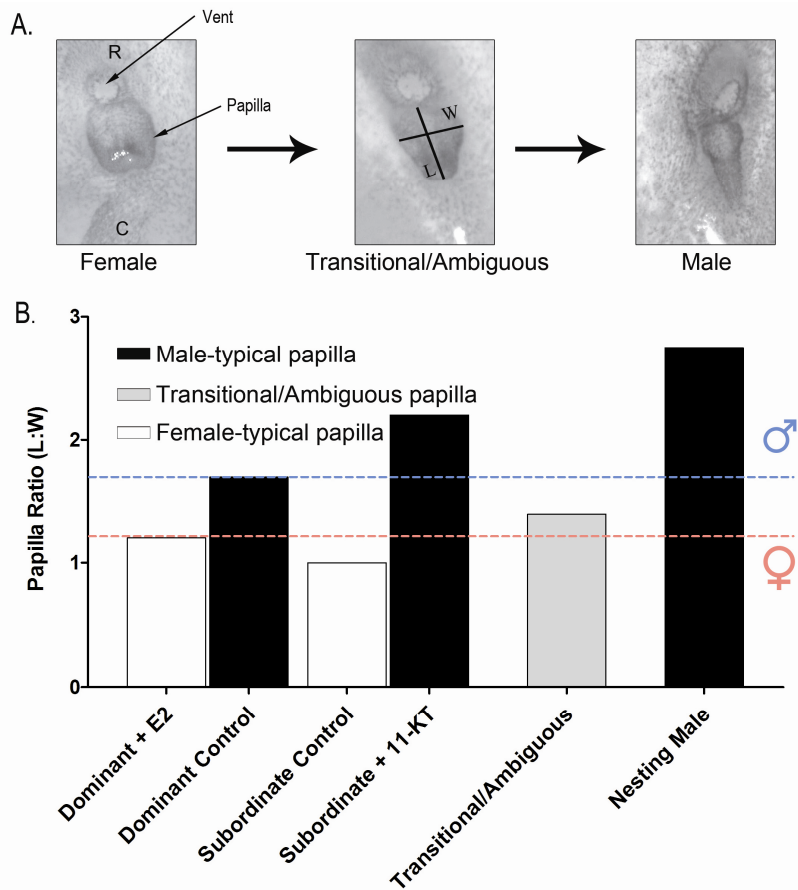 A.
Vent
R
Papilla
W
L
C
Female
Transitional/Ambiguous
Male
B.
3
Male-typical papilla
Transitional/Ambiguous papilla
Female-typical papilla
2
1
0
Papilla Ratio (L:W)
♂
♀
Dominant + E2
Dominant Control
Subordinate Control
Subordinate + 11-KT
Transitional/Ambiguous
Nesting Male